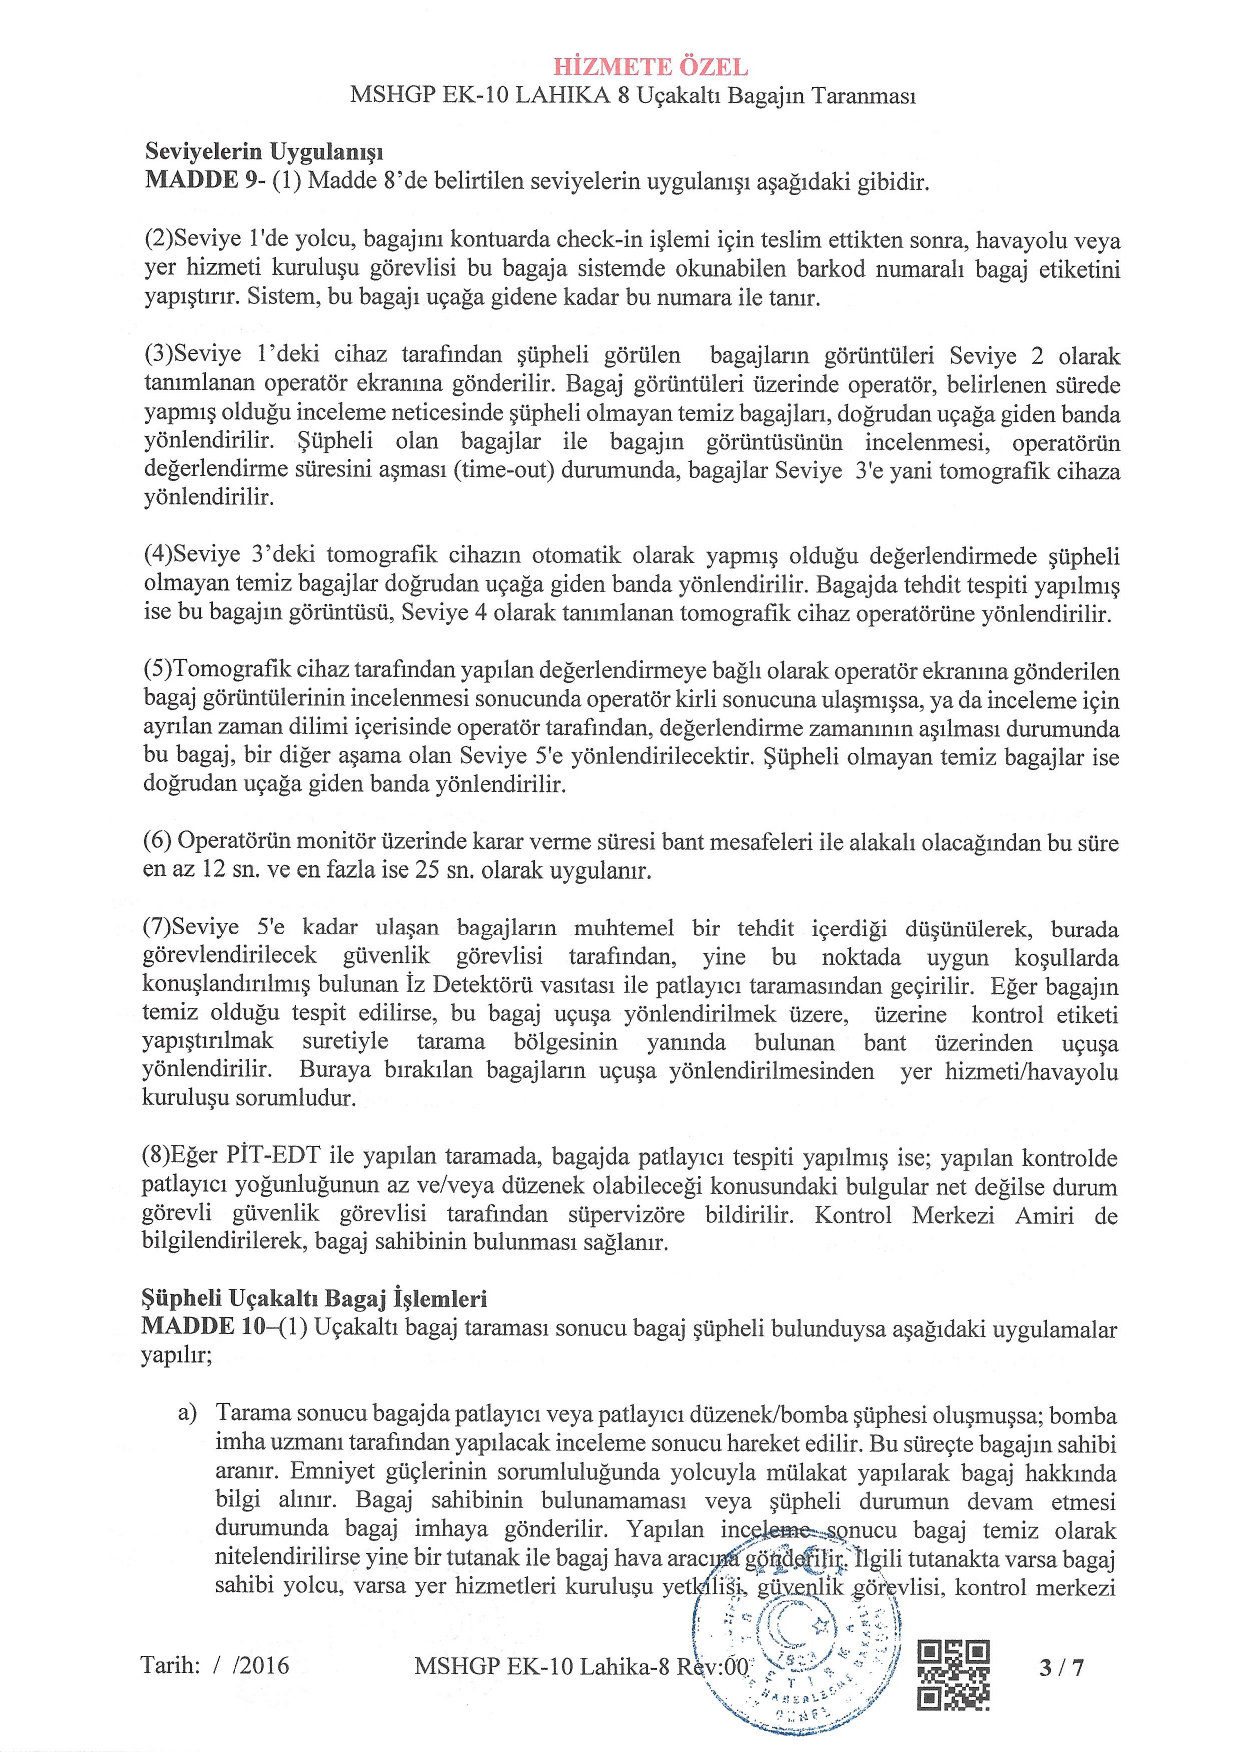 HİZMETE ÖZEL
MSHGP EK-10 LAHIKA 8 Uçakaltı Bagajın Taranması
Seviyelerin Uygulanışı
MADDE 9- (1) Madde 8’de belirtilen seviyelerin uygulanışı aşağıdaki gibidir.
(2)Seviye 1'de yolcu, bagajını kontuarda check-in işlemi için teslim ettikten sonra, havayolu veya
yer hizmeti kuruluşu görevlisi bu bagaja sistemde okunabilen barkod numaralı bagaj etiketini
yapıştırır. Sistem, bu bagajı uçağa gidene kadar bu numara ile tanır.
(3)Seviye 1’deki cihaz tarafından şüpheli görülen bagajların görüntüleri Seviye 2 olarak
tanımlanan operatör ekranına gönderilir. Bagaj görüntüleri üzerinde operatör, belirlenen sürede
yapmış olduğu inceleme neticesinde şüpheli olmayan temiz bagajları, doğrudan uçağa giden banda
yönlendirilir. Şüpheli olan bagajlar ile bagajın görüntüsünün incelenmesi, operatörün
değerlendirme süresini aşması (time-out) durumunda, bagajlar Seviye 3'e yani tomografik cihaza
yönlendirilir.
(4)Seviye 3’deki tomografik cihazın otomatik olarak yapmış olduğu değerlendirmede şüpheli
olmayan temiz bagajlar doğrudan uçağa giden banda yönlendirilir. Bagajda tehdit tespiti yapılmış
ise bu bagajın görüntüsü, Seviye 4 olarak tanımlanan tomografik cihaz operatörüne yönlendirilir.
(5)Tomografik cihaz tarafından yapılan değerlendirmeye bağlı olarak operatör ekranına gönderilen
bagaj görüntülerinin incelenmesi sonucunda operatör kirli sonucuna ulaşmışsa, ya da inceleme için
ayrılan zaman dilimi içerisinde operatör tarafından, değerlendirme zamanının aşılması durumunda
bu bagaj, bir diğer aşama olan Seviye 5'e yönlendirilecektir. Şüpheli olmayan temiz bagajlar ise
doğrudan uçağa giden banda yönlendirilir.
(6) Operatörün monitör üzerinde karar verme süresi bant mesafeleri ile alakalı olacağından bu süre
en az 12 sn. ve en fazla ise 25 sn. olarak uygulanır.
(7)Seviye 5'e kadar ulaşan bagajların muhtemel bir tehdit içerdiği düşünülerek, burada
görevlendirilecek güvenlik görevlisi tarafından, yine bu noktada uygun koşullarda
konuşlandırılmış bulunan İz Detektörü vasıtası ile patlayıcı taramasından geçirilir. Eğer bagajın
temiz olduğu tespit edilirse, bu bagaj uçuşa yönlendirilmek üzere, üzerine kontrol etiketi
yapıştırılmak suretiyle tarama bölgesinin yanında bulunan bant üzerinden uçuşa
yönlendirilir. Buraya bırakılan bagajların uçuşa yönlendirilmesinden yer hizmeti/havayolu
kuruluşu sorumludur.
(8)Eğer PİT-EDT ile yapılan taramada, bagajda patlayıcı tespiti yapılmış ise; yapılan kontrolde
patlayıcı yoğunluğunun az ve/veya düzenek olabileceği konusundaki bulgular net değilse durum
görevli güvenlik görevlisi tarafından süpervizöre bildirilir. Kontrol Merkezi Amiri de
bilgilendirilerek, bagaj sahibinin bulunması sağlanır.
Şüpheli Uçakaltı Bagaj İşlemleri
MADDE 10–(1) Uçakaltı bagaj taraması sonucu bagaj şüpheli bulunduysa aşağıdaki uygulamalar
yapılır;
a) Tarama sonucu bagajda patlayıcı veya patlayıcı düzenek/bomba şüphesi oluşmuşsa; bomba
imha uzmanı tarafından yapılacak inceleme sonucu hareket edilir. Bu süreçte bagajın sahibi
aranır. Emniyet güçlerinin sorumluluğunda yolcuyla mülakat yapılarak bagaj hakkında
bilgi alınır. Bagaj sahibinin bulunamaması veya şüpheli durumun devam etmesi
durumunda bagaj imhaya gönderilir. Yapılan inceleme sonucu bagaj temiz olarak
nitelendirilirse yine bir tutanak ile bagaj hava aracına gönderilir. İlgili tutanakta varsa bagaj
sahibi yolcu, varsa yer hizmetleri kuruluşu yetkilisi, güvenlik görevlisi, kontrol merkezi
1923
Tarih: / /2016 MSHGP EK-10 Lahika-8 Rev:00 3 / 7